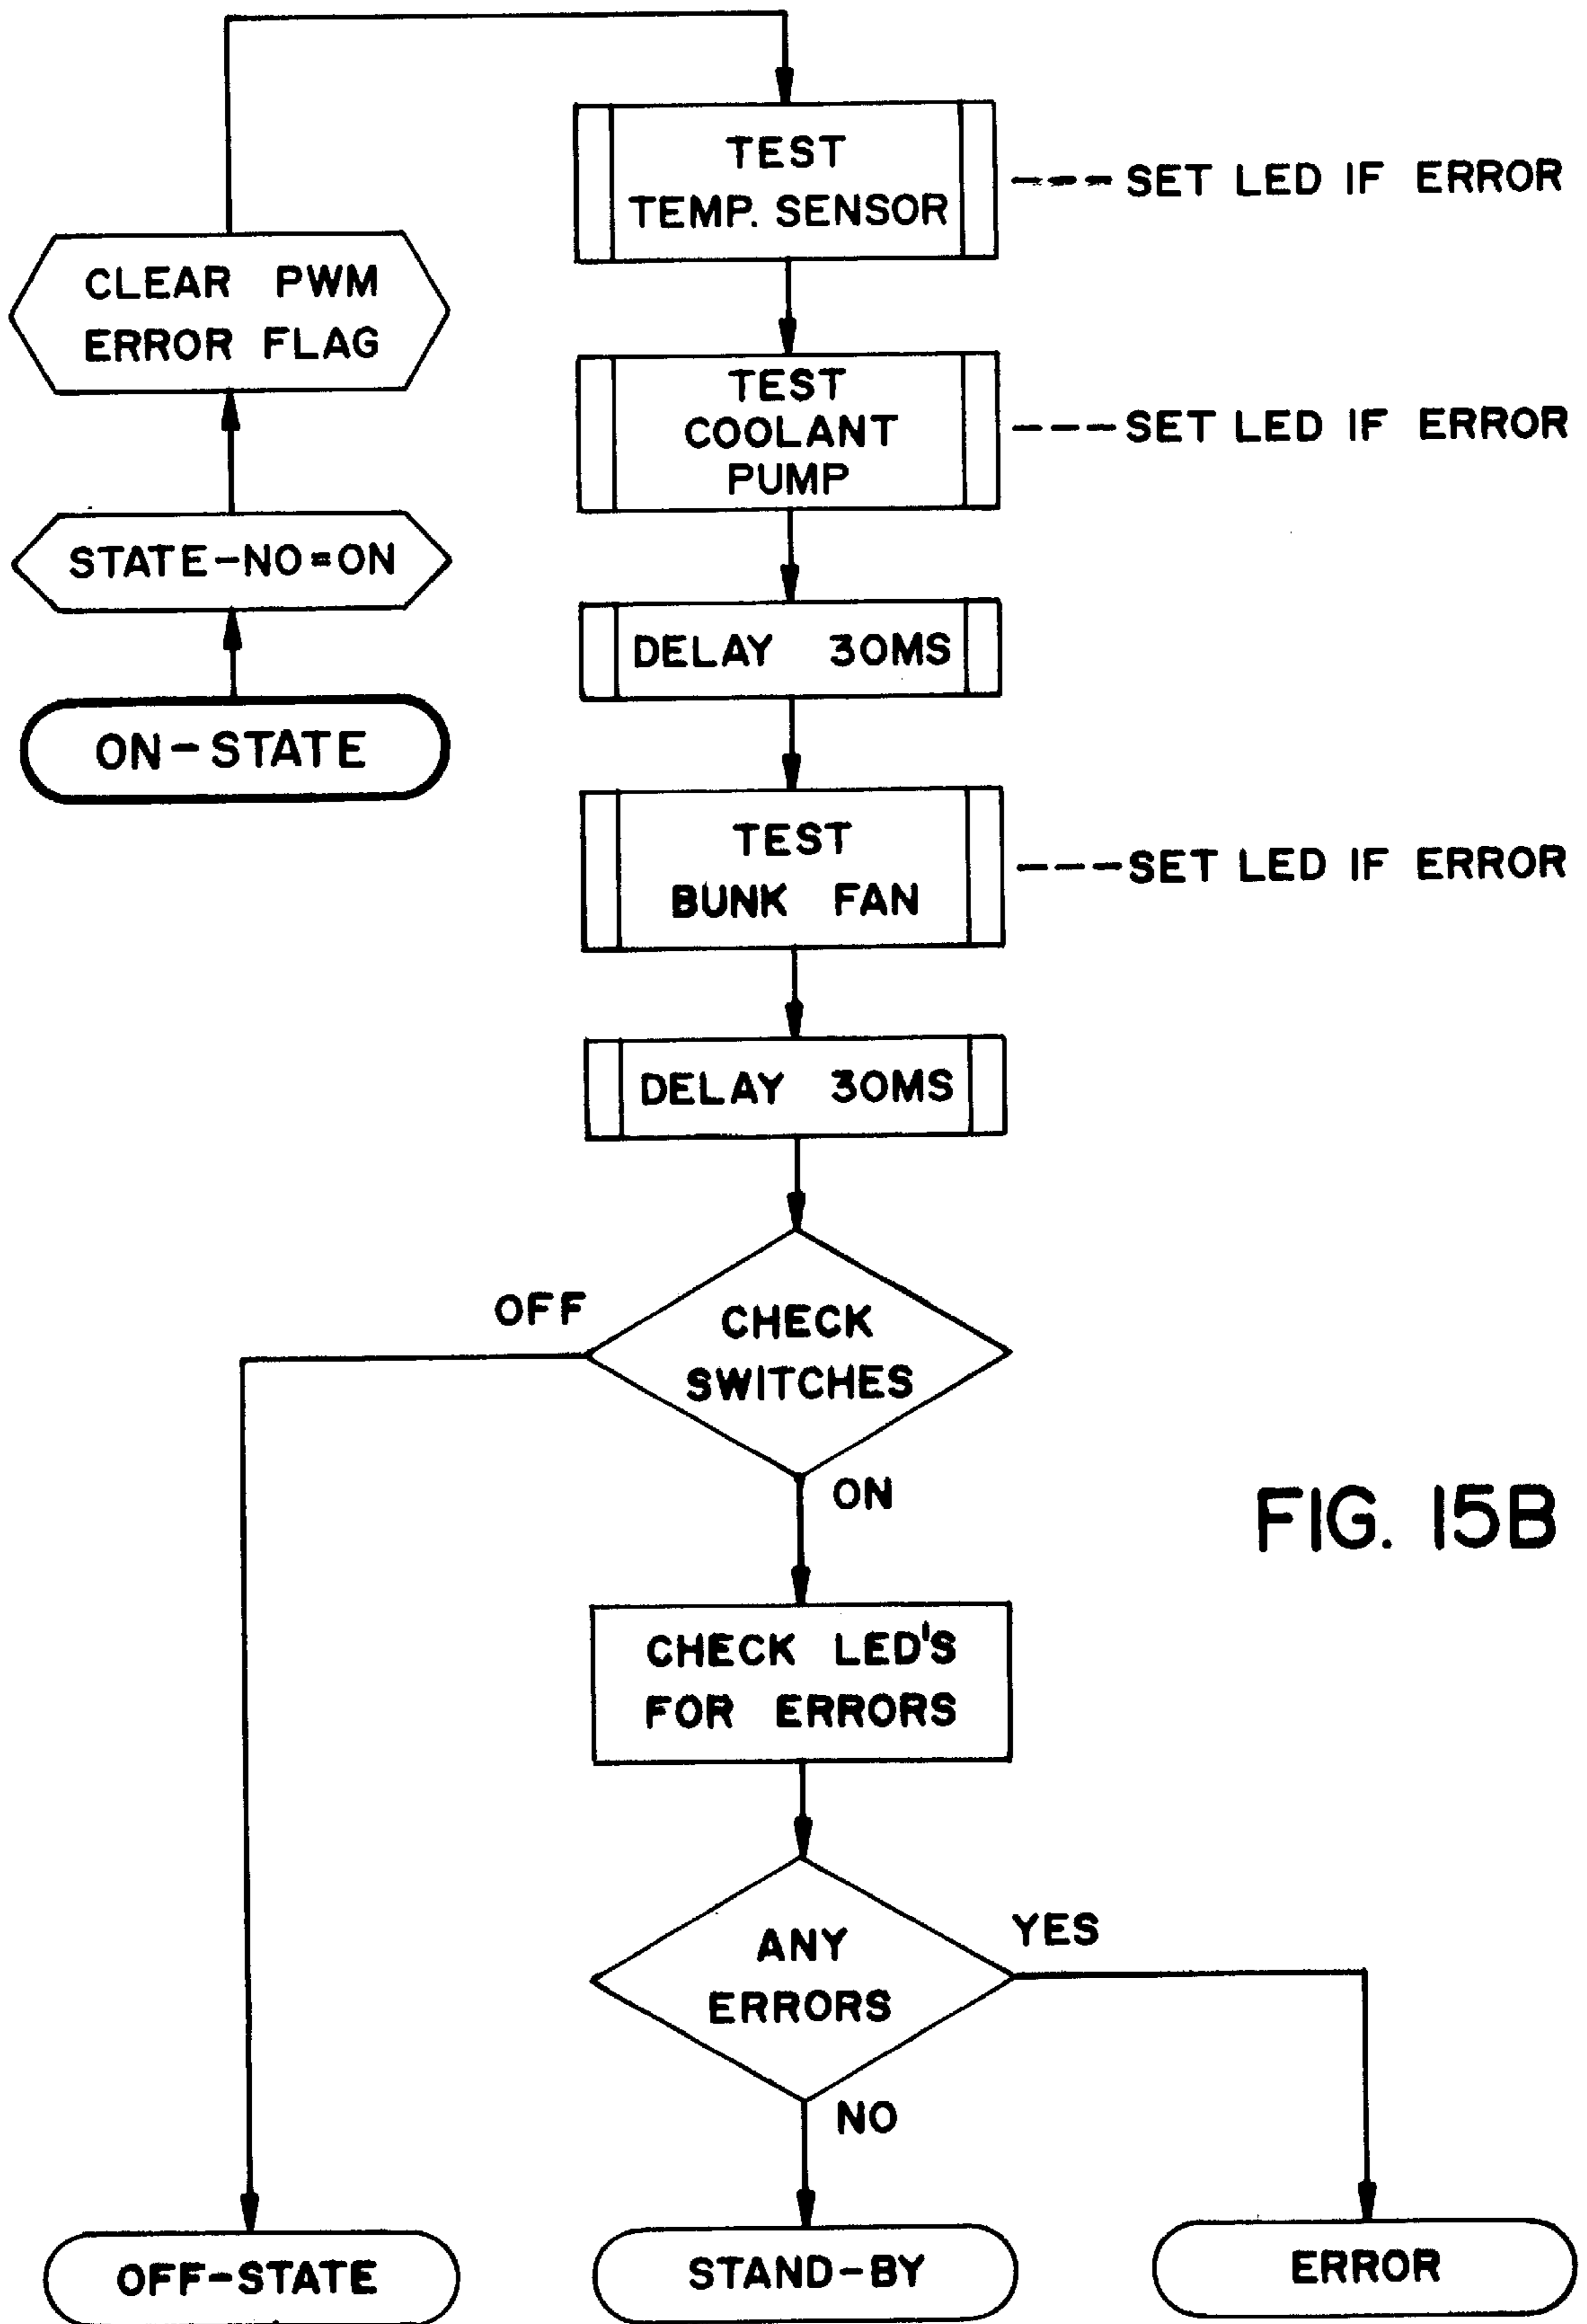 TEST
TEMP. SENSOR
--- SET LED IF ERROR
CLEAR PWM
ERROR FLAG
TEST
COOLANT
PUMP
--- SET LED IF ERROR
STATE-NO=ON
DELAY 30MS
ON-STATE
TEST
BUNK FAN
--- SET LED IF ERROR
DELAY 30MS
OFF
CHECK
SWITCHES
ON
FIG. 15B
CHECK LED'S
FOR ERRORS
ANY
ERRORS
YES
NO
OFF-STATE
STAND-BY
ERROR